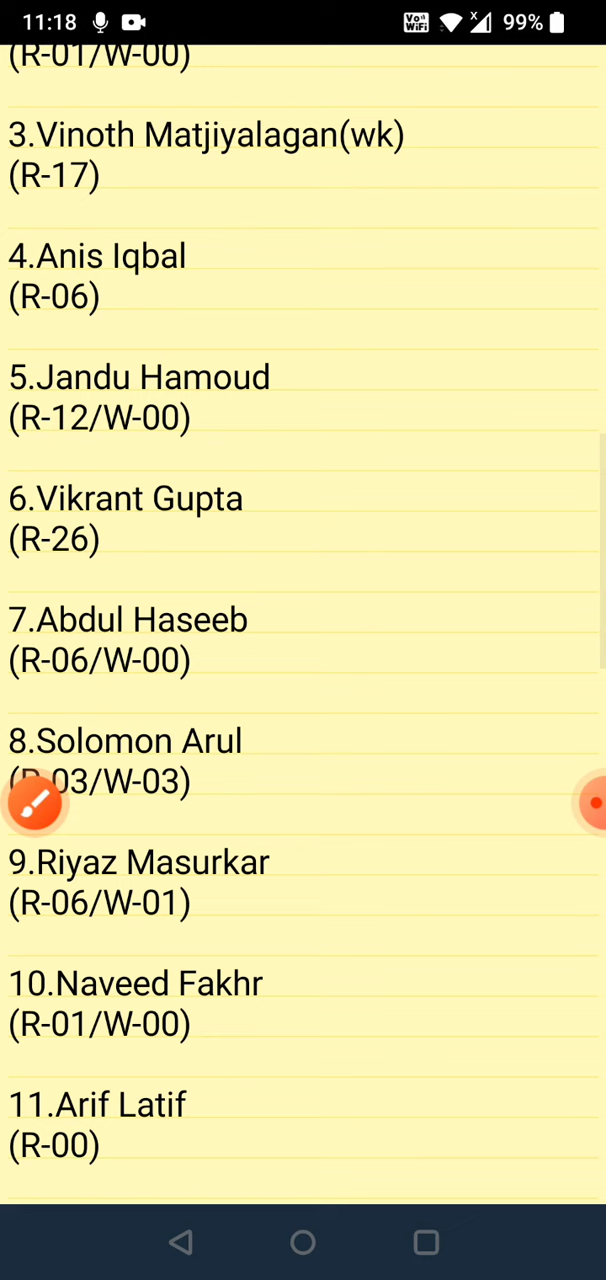 11:18 Vo)) WiFi X 99%
(R-01/W-00)
3.Vinoth Matjiyalagan(wk)
(R-17)
4.Anis Iqbal
(R-06)
5.Jandu Hamoud
(R-12/W-00)
6.Vikrant Gupta
(R-26)
7.Abdul Haseeb
(R-06/W-00)
8.Solomon Arul
(R-03/W-03)
9.Riyaz Masurkar
(R-06/W-01)
10.Naveed Fakhr
(R-01/W-00)
11.Arif Latif
(R-00)